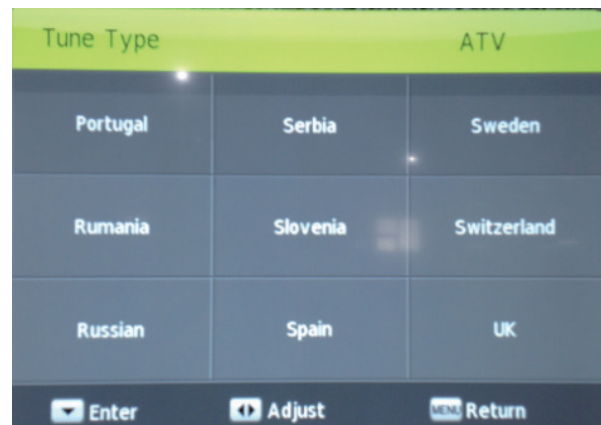 Tune Type ATV
Portugal Serbia Sweden
Rumania Slovenia Switzerland
Russian Spain UK
Enter Adjust MENU Return